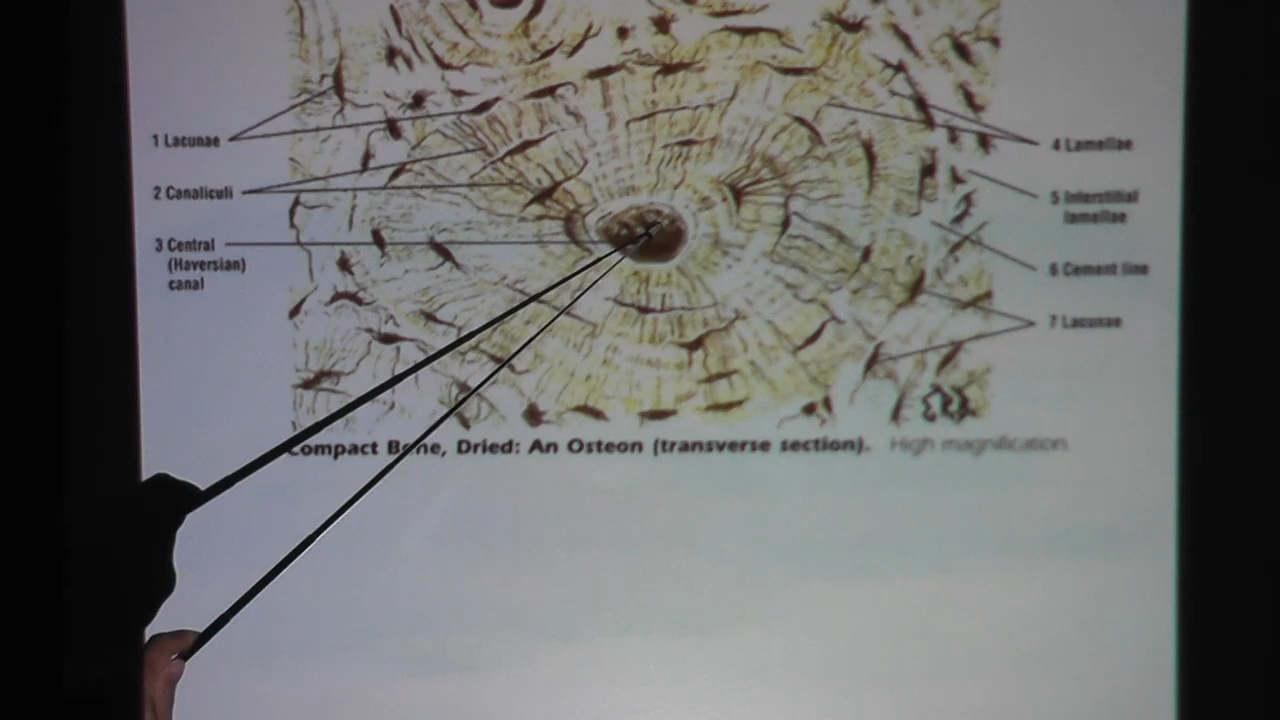 1 Lacunae
2 Canaliculi
3 Central
(Haversian)
canal
4 Lamellae
5 Interstitial
lamellae
6 Cement line
7 Lacunae
Compact Bone, Dried: An Osteon (transverse section). High magnification.